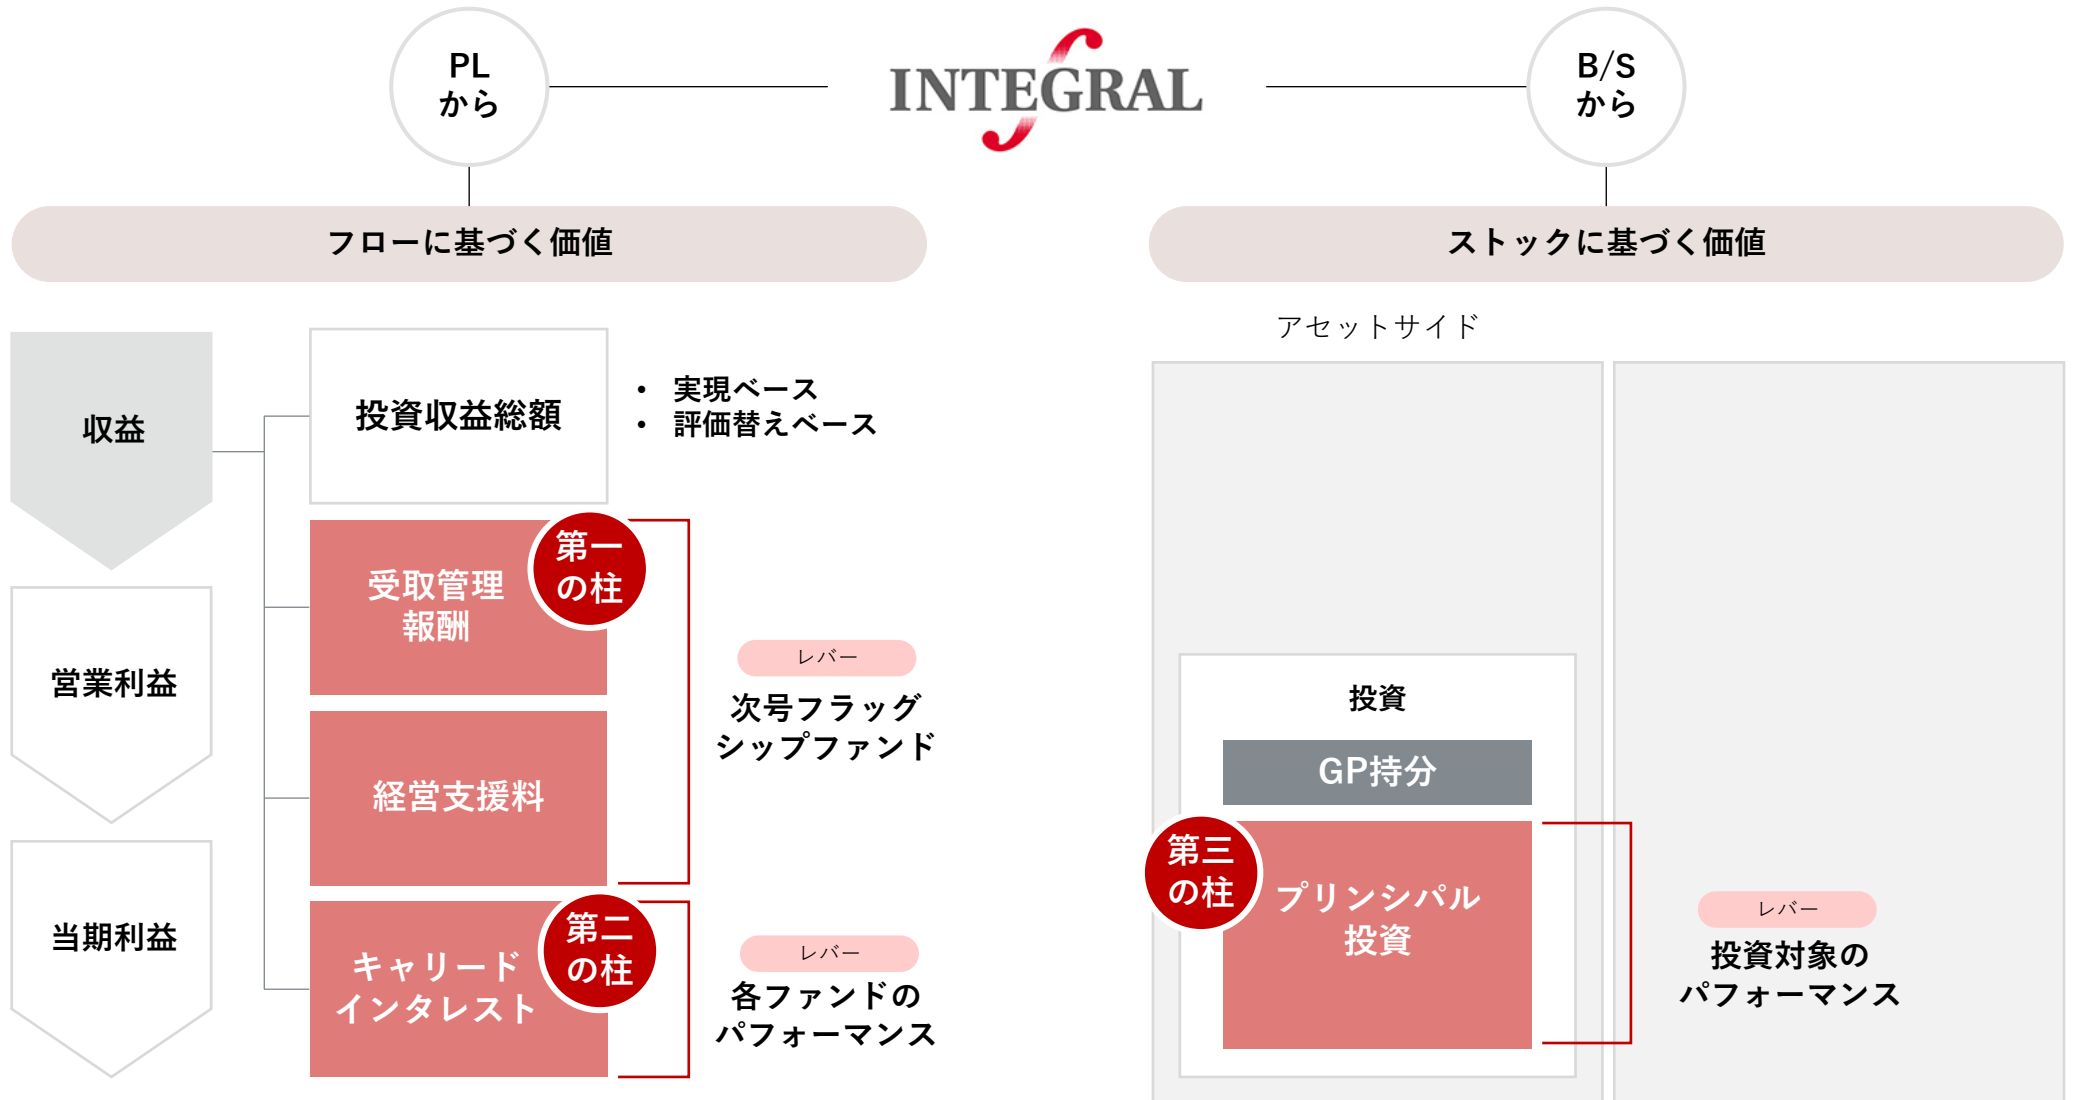 PL
から
INTEGRAL
B/S
から
フローに基づく価値
ストックに基づく価値
収益
営業利益
当期利益
投資収益総額
• 実現ベース
• 評価替えベース
受取管理
報酬
第一
の柱
経営支援料
レバー
次号フラッグ
シップファンド
キャリード
インタレスト
第二
の柱
レバー
各ファンドの
パフォーマンス
アセットサイド
投資
GP持分
第三
の柱
プリンシパル
投資
レバー
投資対象の
パフォーマンス